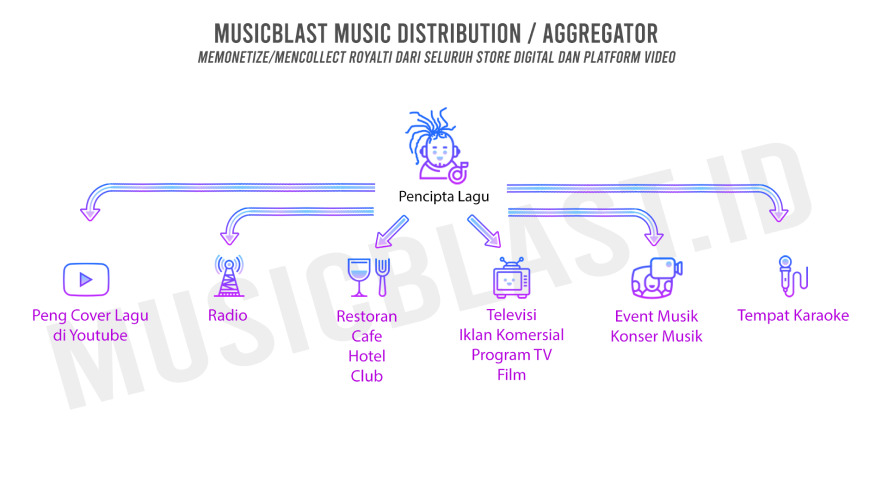 MUSICBLAST MUSIC DISTRIBUTION / AGGREGATOR
MEMONETIZE/MENCOLLECT ROYALTI DARI SELURUH STORE DIGITAL DAN PLATFORM VIDEO
Pencipta Lagu
Peng Cover Lagu
di Youtube
Radio
Restoran
Cafe
Hotel
Club
Televisi
Iklan Komersial
Program TV
Film
Event Musik
Konser Musik
Tempat Karaoke
MUSICBLAST.ID